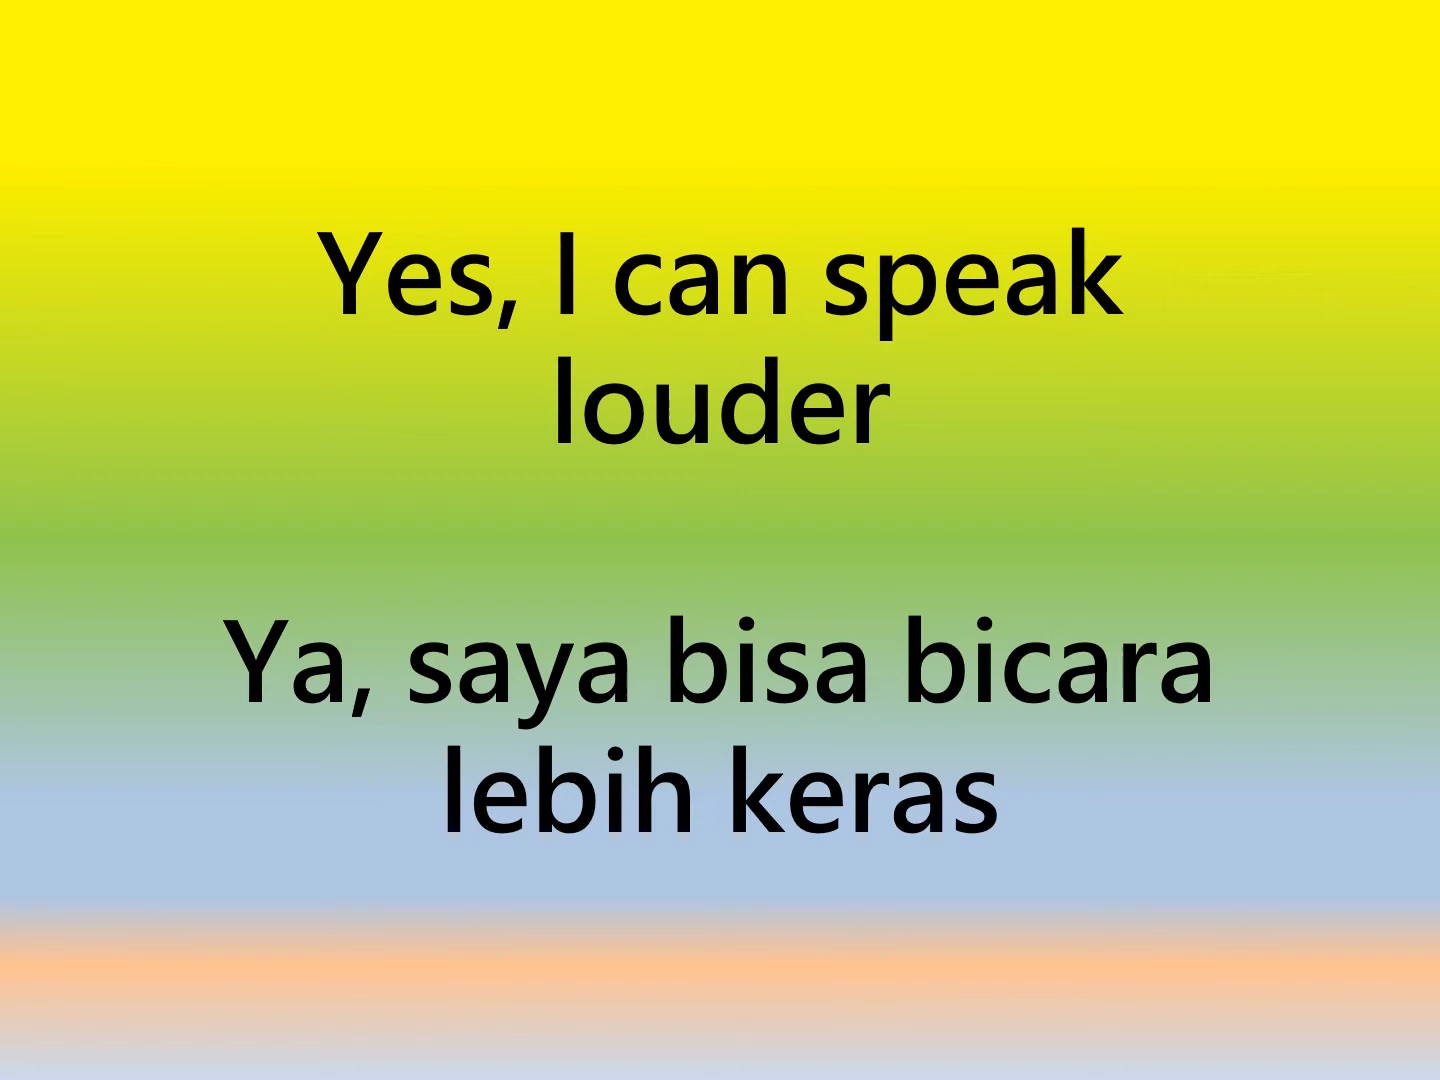 Yes, I can speak
louder
Ya, saya bisa bicara
lebih keras